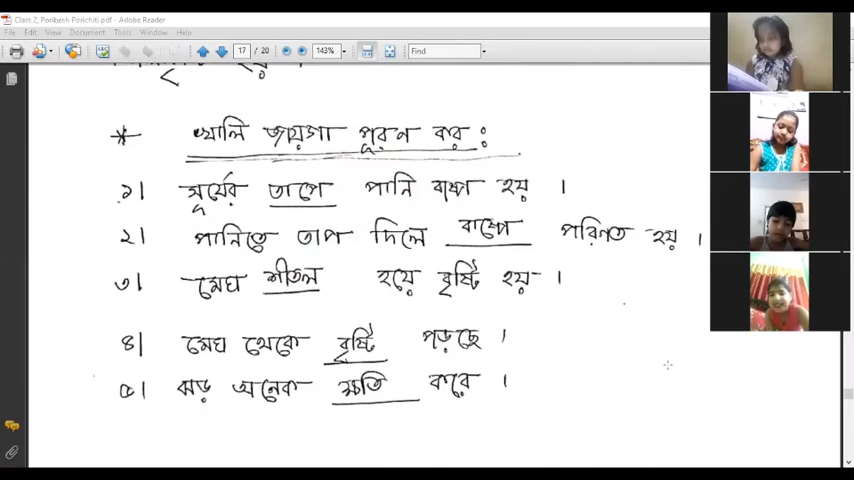 Class 2, Poribesh Porichiti.pdf - Adobe Reader
File Edit View Document Tools Window Help
17 / 20 143% Find
হয় ।
* খালি জায়গা পূরণ কর :
১। সূর্যের তাপে পানি বাষ্প হয় ।
২। পানিতে তাপ দিলে বাষ্পে পরিণত হয় ।
৩। মেঘ শীতল হয়ে বৃষ্টি হয় ।
৪। মেঘ থেকে বৃষ্টি পড়ছে ।
৫। ঝড় অনেক ক্ষতি করে ।